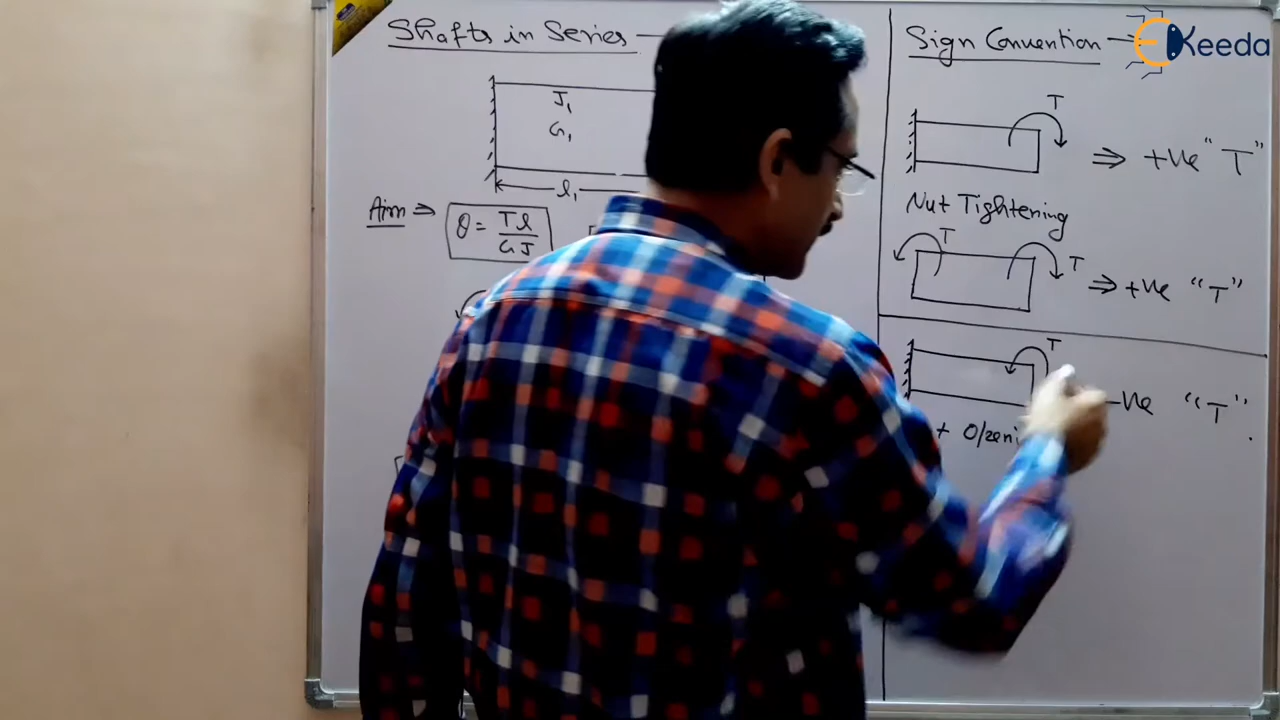 Shafts in Series
J₁
G₁
l₁
Aim ⇒ θ = Tl / GJ
Sign Convention
Keeda
T
⇒ +Ve "T"
Nut Tightening
T
T
⇒ +Ve "T"
T
-Ve "T".